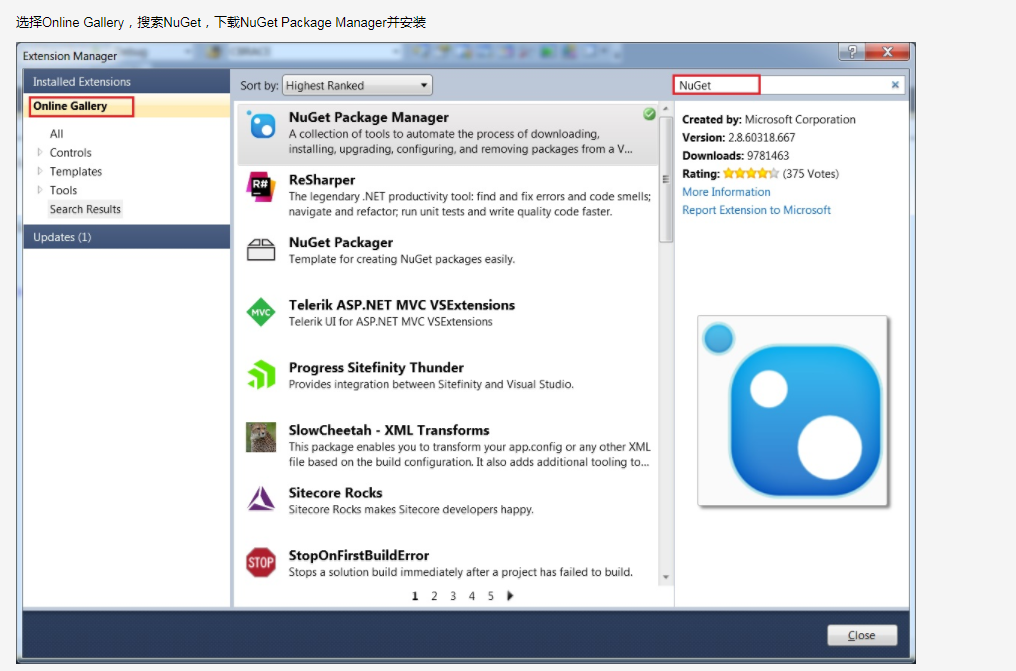 选择Online Gallery，搜索NuGet，下载NuGet Package Manager并安装
Extension Manager
Installed Extensions
Online Gallery
All
Controls
Templates
Tools
Search Results
Updates (1)
Sort by: Highest Ranked
NuGet Package Manager
A collection of tools to automate the process of downloading,
installing, upgrading, configuring, and removing packages from a V...
R#
ReSharper
The legendary .NET productivity tool: find and fix errors and code smells;
navigate and refactor; run unit tests and write quality code faster.
NuGet Packager
Template for creating NuGet packages easily.
MVC
Telerik ASP.NET MVC VSExtensions
Telerik UI for ASP.NET MVC VSExtensions
Progress Sitefinity Thunder
Provides integration between Sitefinity and Visual Studio.
SlowCheetah - XML Transforms
This package enables you to transform your app.config or any other XML
file based on the build configuration. It also adds additional tooling to...
Sitecore Rocks
Sitecore Rocks makes Sitecore developers happy.
STOP
StopOnFirstBuildError
Stops a solution build immediately after a project has failed to build.
1 2 3 4 5
NuGet
Created by: Microsoft Corporation
Version: 2.8.60318.667
Downloads: 9781463
Rating: (375 Votes)
More Information
Report Extension to Microsoft
Close